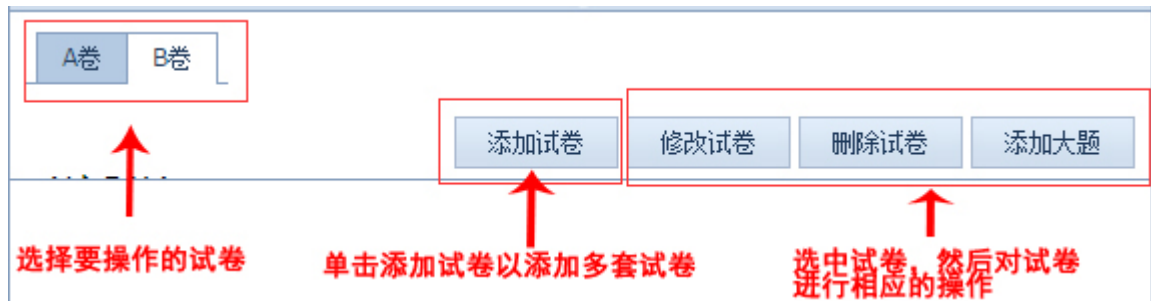 A卷 B卷
添加试卷 修改试卷 删除试卷 添加大题
选择要操作的试卷
单击添加试卷以添加多套试卷
选中试卷，然后对试卷
进行相应的操作